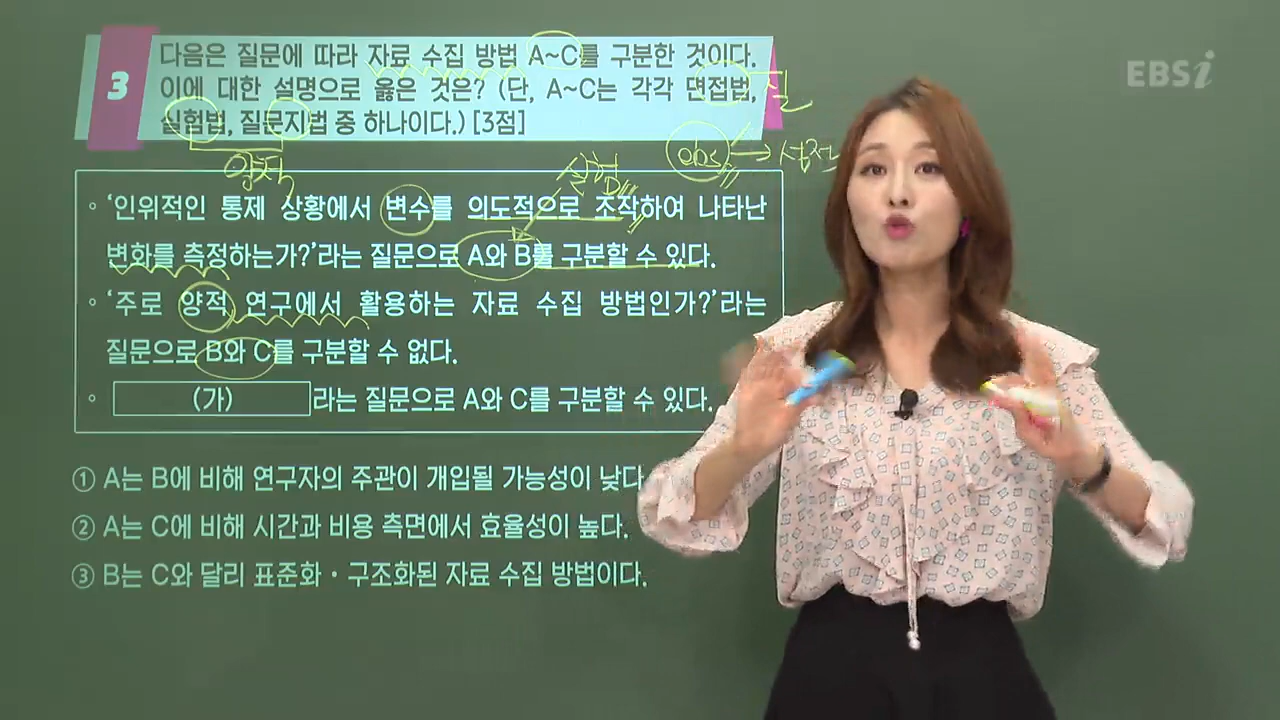 EBSi
3
다음은 질문에 따라 자료 수집 방법 A~C를 구분한 것이다.
이에 대한 설명으로 옳은 것은? (단, A~C는 각각 면접법,
실험법, 질문지법 중 하나이다.) [3점]
질
양적
실험
◦ ‘인위적인 통제 상황에서 변수를 의도적으로 조작하여 나타난
변화를 측정하는가?’라는 질문으로 A와 B를 구분할 수 있다.
◦ ‘주로 양적 연구에서 활용하는 자료 수집 방법인가?’라는
질문으로 B와 C를 구분할 수 없다.
◦ (가) 라는 질문으로 A와 C를 구분할 수 있다.
① A는 B에 비해 연구자의 주관이 개입될 가능성이 낮다
② A는 C에 비해 시간과 비용 측면에서 효율성이 높다.
③ B는 C와 달리 표준화・구조화된 자료 수집 방법이다.